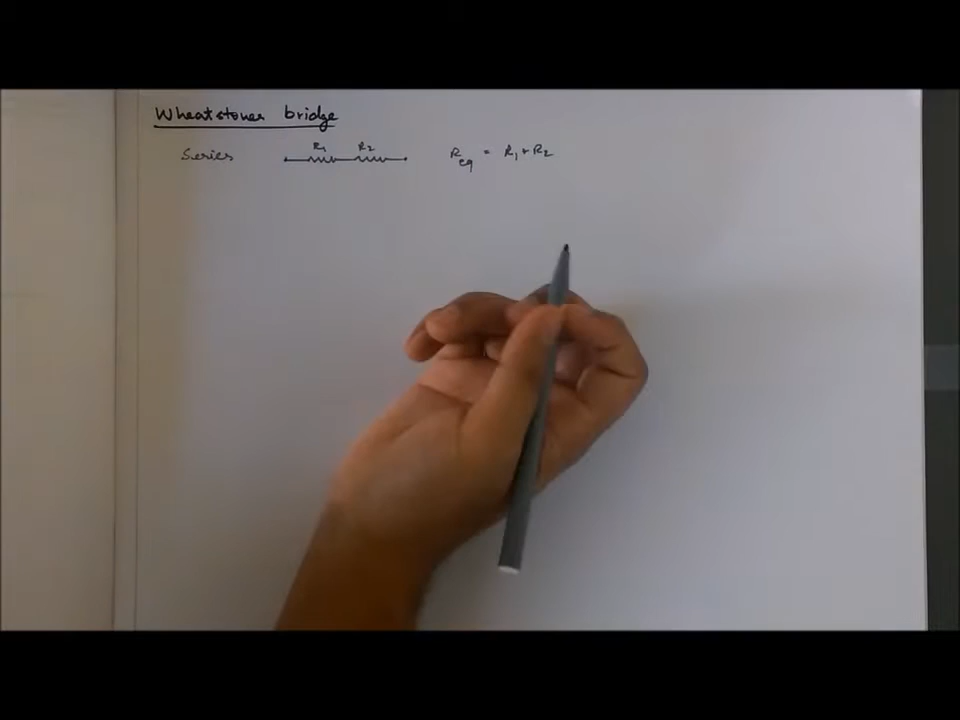 Wheatstones bridge
Series R1 R2 Req = R1 + R2